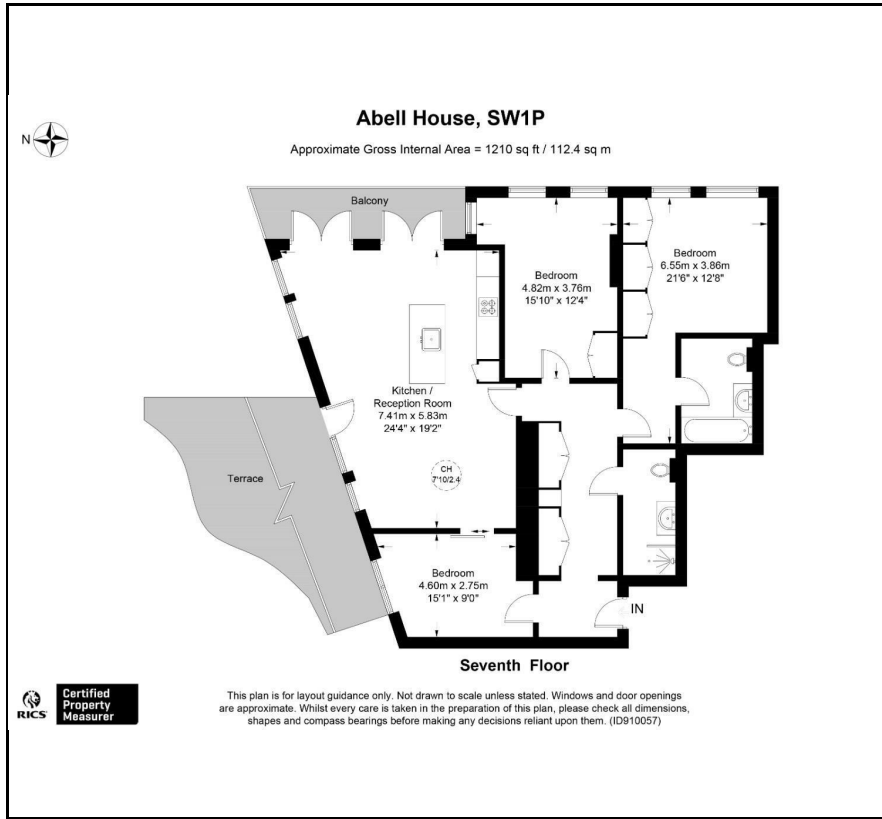 Abell House, SW1P
N
Approximate Gross Internal Area = 1210 sq ft / 112.4 sq m
Balcony
Bedroom
6.55m x 3.86m
21'6" x 12'8"
Bedroom
4.82m x 3.76m
15'10" x 12'4"
Kitchen /
Reception Room
7.41m x 5.83m
24'4" x 19'2"
CH
7'10/2.4
Terrace
Bedroom
4.60m x 2.75m
15'1" x 9'0"
IN
Seventh Floor
RICS
Certified
Property
Measurer
This plan is for layout guidance only. Not drawn to scale unless stated. Windows and door openings
are approximate. Whilst every care is taken in the preparation of this plan, please check all dimensions,
shapes and compass bearings before making any decisions reliant upon them. (ID910057)